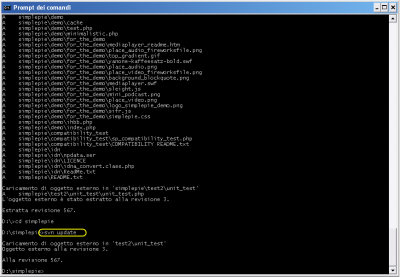 Prompt dei comandi
A    simplepie\demo
A    simplepie\demo\cache
A    simplepie\demo\test.php
A    simplepie\demo\minimalistic.php
A    simplepie\demo\for_the_demo
A    simplepie\demo\for_the_demo\mediaplayer_readme.htm
A    simplepie\demo\for_the_demo\place_audio_fireworksfile.png
A    simplepie\demo\for_the_demo\top_gradient.gif
A    simplepie\demo\for_the_demo\yanone-kaffeesatz-bold.swf
A    simplepie\demo\for_the_demo\place_audio.png
A    simplepie\demo\for_the_demo\place_video_fireworksfile.png
A    simplepie\demo\for_the_demo\background_blockquote.png
A    simplepie\demo\for_the_demo\mediaplayer.swf
A    simplepie\demo\for_the_demo\sleight.js
A    simplepie\demo\for_the_demo\mini_podcast.png
A    simplepie\demo\for_the_demo\place_video.png
A    simplepie\demo\for_the_demo\logo_simplepie_demo.png
A    simplepie\demo\for_the_demo\sifr.js
A    simplepie\demo\for_the_demo\simplepie.css
A    simplepie\demo\ihbb.php
A    simplepie\demo\index.php
A    simplepie\compatibility_test
A    simplepie\compatibility_test\sp_compatibility_test.php
A    simplepie\compatibility_test\COMPATIBILITY README.txt
A    simplepie\idn
A    simplepie\idn\npdata.ser
A    simplepie\idn\LICENCE
A    simplepie\idn\idna_convert.class.php
A    simplepie\idn\ReadMe.txt
A    simplepie\README.txt
Caricamento di oggetto esterno in 'simplepie\test2\unit_test'
A    simplepie\test2\unit_test\unit_test.php
L'oggetto esterno è stato estratto alla revisione 3.
Estratta revisione 567.
D:\>cd simplepie
D:\simplepie>svn update
Caricamento di oggetto esterno in 'test2\unit_test'
Oggetto esterno alla revisione 3.
Alla revisione 567.
D:\simplepie>